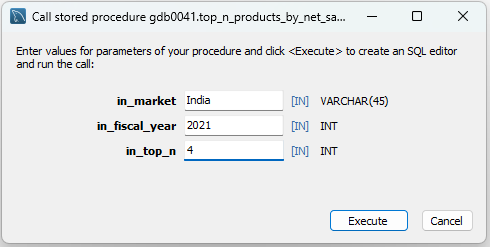 Call stored procedure gdb0041.top_n_products_by_net_sa...
Enter values for parameters of your procedure and click <Execute> to create an SQL editor
and run the call:
in_market India [IN] VARCHAR(45)
in_fiscal_year 2021 [IN] INT
in_top_n 4 [IN] INT
Execute Cancel